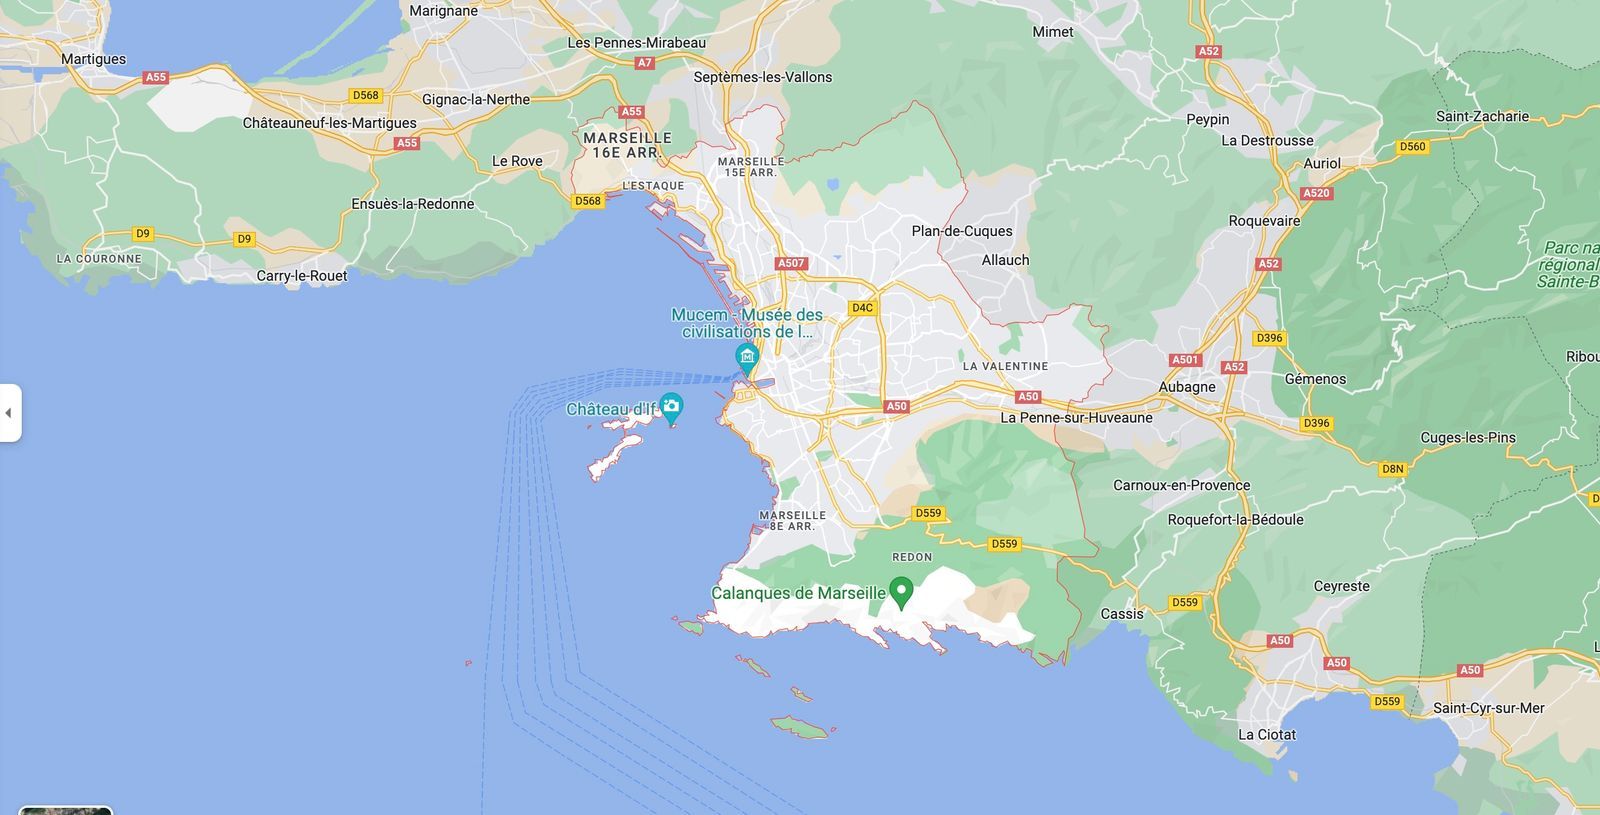 Marignane
Martigues
Les Pennes-Mirabeau
Mimet
A55
A7
A52
Septèmes-les-Vallons
D568
Gignac-la-Nerthe
A55
Châteauneuf-les-Martigues
A55
MARSEILLE
16E ARR.
Peypin
Saint-Zacharie
La Destrousse
D560
Le Rove
MARSEILLE
15E ARR.
Auriol
L'ESTAQUE
A520
D568
Ensuès-la-Redonne
Roquevaire
D9
D9
Plan-de-Cuques
LA COURONNE
Carry-le-Rouet
A507
Allauch
A52
Parc na
régional
Sainte-B
D4C
Mucem - Musée des
civilisations de l...
D396
LA VALENTINE
A501
A52
Ribou
Aubagne
Gémenos
Château d'If
A50
A50
La Penne-sur-Huveaune
D396
Cuges-les-Pins
D8N
Carnoux-en-Provence
D
MARSEILLE
8E ARR.
D559
Roquefort-la-Bédoule
D559
REDON
Calanques de Marseille
Ceyreste
Cassis
D559
A50
A50
A50
L
D559
Saint-Cyr-sur-Mer
La Ciotat